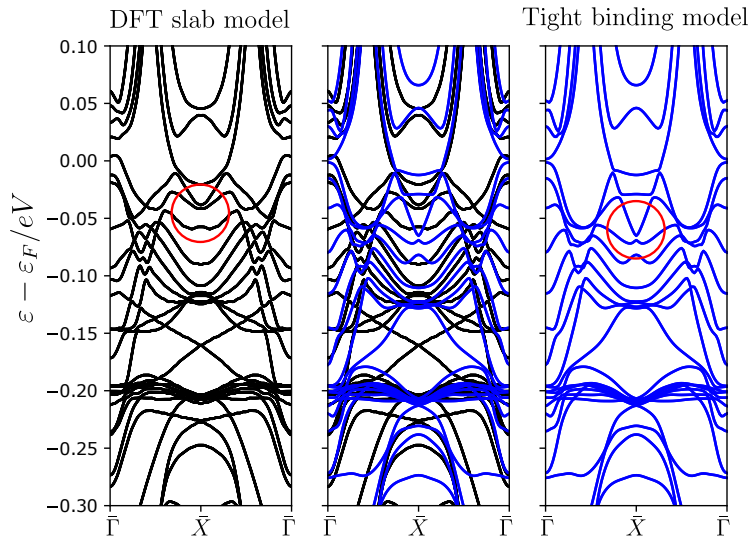 DFT slab model
Tight binding model
ε − ε_F/eV
0.10
0.05
0.00
−0.05
−0.10
−0.15
−0.20
−0.25
−0.30
Γ̄ X̄ Γ̄ Γ̄ X̄ Γ̄ Γ̄ X̄ Γ̄